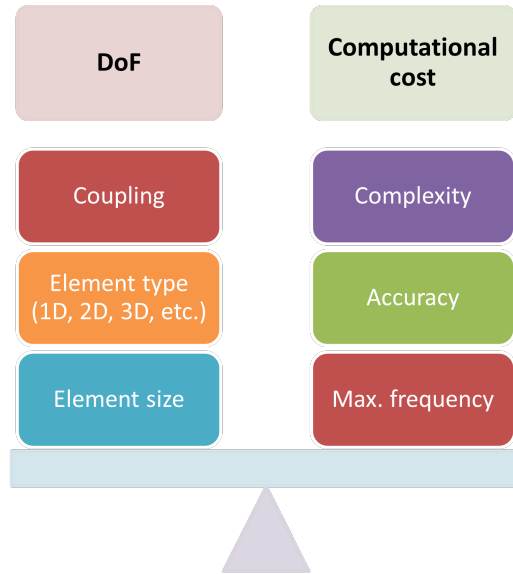 DoF
Computational
cost
Coupling
Complexity
Element type
(1D, 2D, 3D, etc.)
Accuracy
Element size
Max. frequency